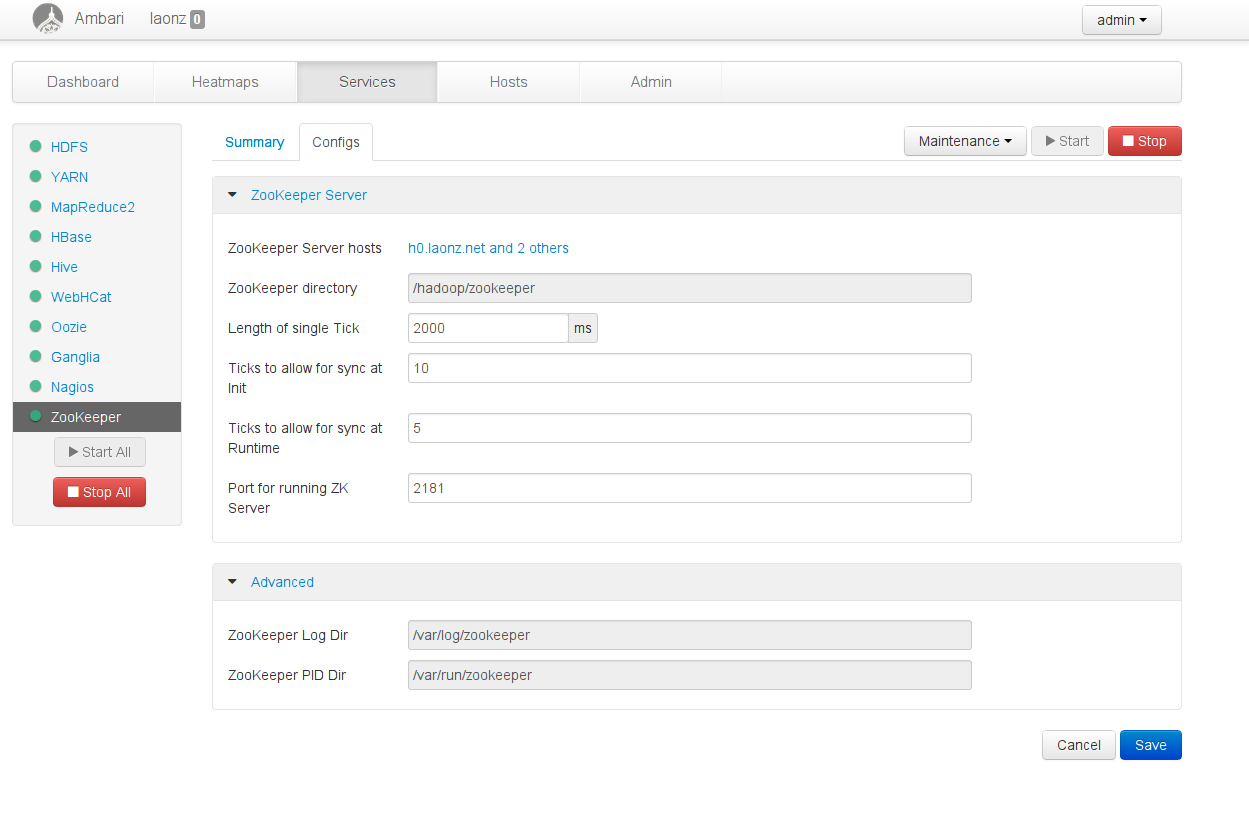 Ambari laonz 0 admin
Dashboard Heatmaps Services Hosts Admin
HDFS
YARN
MapReduce2
HBase
Hive
WebHCat
Oozie
Ganglia
Nagios
ZooKeeper
Start All
Stop All
Summary Configs Maintenance Start Stop
ZooKeeper Server
ZooKeeper Server hosts h0.laonz.net and 2 others
ZooKeeper directory /hadoop/zookeeper
Length of single Tick 2000 ms
Ticks to allow for sync at 10
Init
Ticks to allow for sync at 5
Runtime
Port for running ZK 2181
Server
Advanced
ZooKeeper Log Dir /var/log/zookeeper
ZooKeeper PID Dir /var/run/zookeeper
Cancel Save